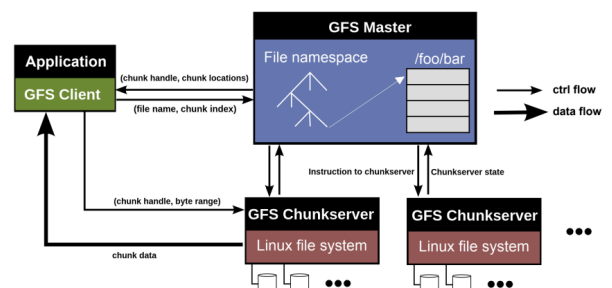 GFS Master
Application
GFS Client
File namespace
/foo/bar
(chunk handle, chunk locations)
(file name, chunk index)
ctrl flow
data flow
Instruction to chunkserver
Chunkserver state
(chunk handle, byte range)
chunk data
GFS Chunkserver
Linux file system
GFS Chunkserver
Linux file system